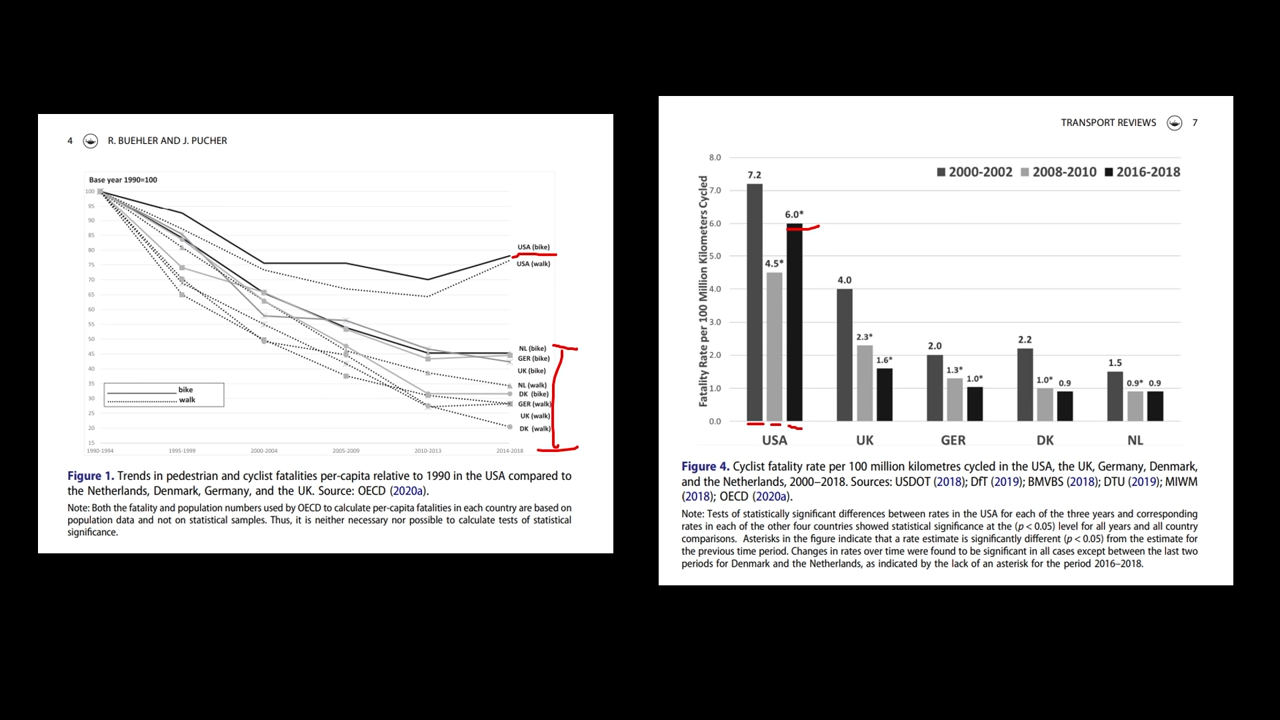 4 R. BUEHLER AND J. PUCHER
Base year 1990=100
100
95
90
85
80
75
70
65
60
55
50
45
40
35
30
25
20
15
1990-1994 1995-1999 2000-2004 2005-2009 2010-2013 2014-2018
USA (bike)
USA (walk)
NL (bike)
GER (bike)
UK (bike)
NL (walk)
DK (bike)
GER (walk)
UK (walk)
DK (walk)
bike
walk
Figure 1. Trends in pedestrian and cyclist fatalities per-capita relative to 1990 in the USA compared to
the Netherlands, Denmark, Germany, and the UK. Source: OECD (2020a).
Note: Both the fatality and population numbers used by OECD to calculate per-capita fatalities in each country are based on
population data and not on statistical samples. Thus, it is neither necessary nor possible to calculate tests of statistical
significance.
TRANSPORT REVIEWS 7
Fatality Rate per 100 Million Kilometers Cycled
8.0
7.0
6.0
5.0
4.0
3.0
2.0
1.0
0.0
2000-2002 2008-2010 2016-2018
7.2
4.5*
6.0*
4.0
2.3*
1.6*
2.0
1.3*
1.0*
2.2
1.0*
0.9
1.5
0.9*
0.9
USA UK GER DK NL
Figure 4. Cyclist fatality rate per 100 million kilometres cycled in the USA, the UK, Germany, Denmark,
and the Netherlands, 2000–2018. Sources: USDOT (2018); DfT (2019); BMVBS (2018); DTU (2019); MIWM
(2018); OECD (2020a).
Note: Tests of statistically significant differences between rates in the USA for each of the three years and corresponding
rates in each of the other four countries showed statistical significance at the (p < 0.05) level for all years and all country
comparisons. Asterisks in the figure indicate that a rate estimate is significantly different (p < 0.05) from the estimate for
the previous time period. Changes in rates over time were found to be significant in all cases except between the last two
periods for Denmark and the Netherlands, as indicated by the lack of an asterisk for the period 2016–2018.